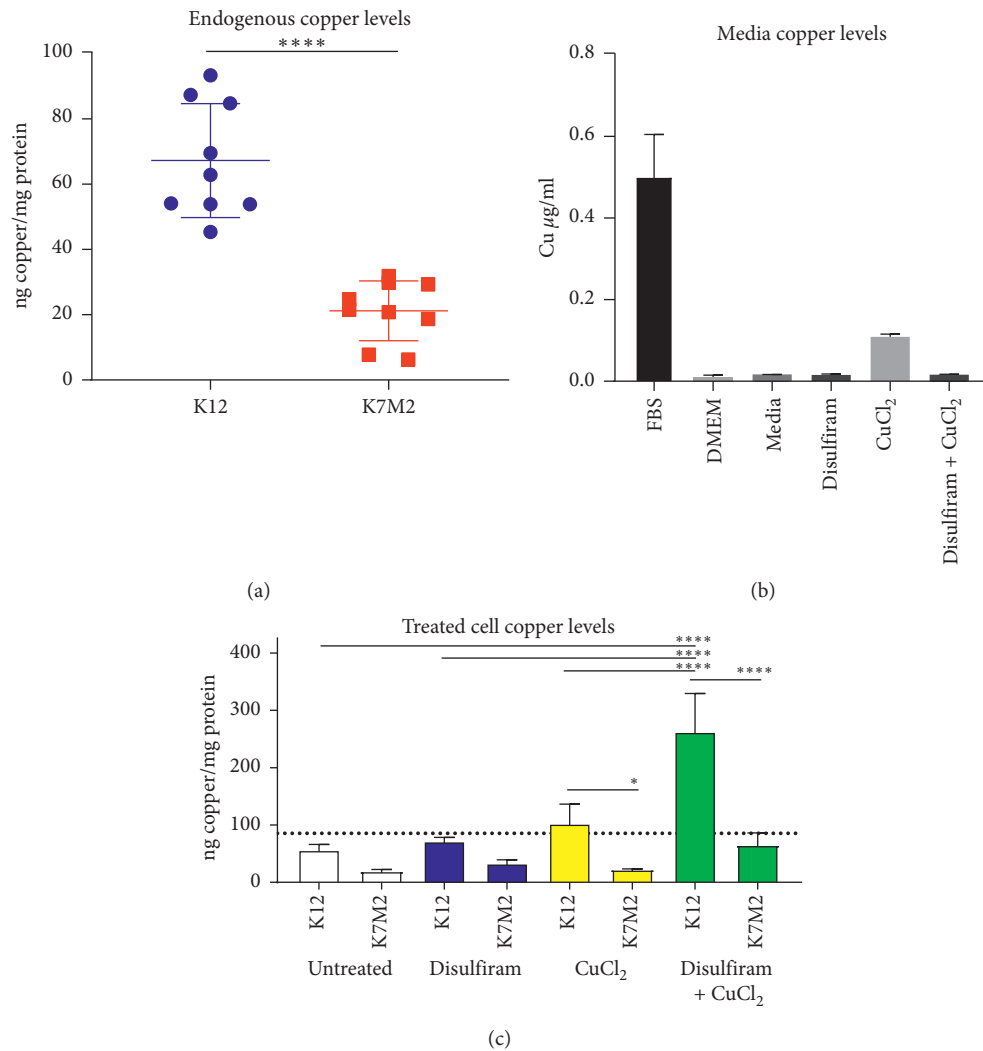 Endogenous copper levels
****
ng copper/mg protein
100
80
60
40
20
0
K12
K7M2
(a)
Media copper levels
Cu μg/ml
0.8
0.6
0.4
0.2
0.0
FBS
DMEM
Media
Disulfiram
CuCl₂
Disulfiram + CuCl₂
(b)
Treated cell copper levels
****
****
****
****
*
ng copper/mg protein
400
300
200
100
0
K12
K7M2
K12
K7M2
K12
K7M2
K12
K7M2
Untreated
Disulfiram
CuCl₂
Disulfiram
+ CuCl₂
(c)